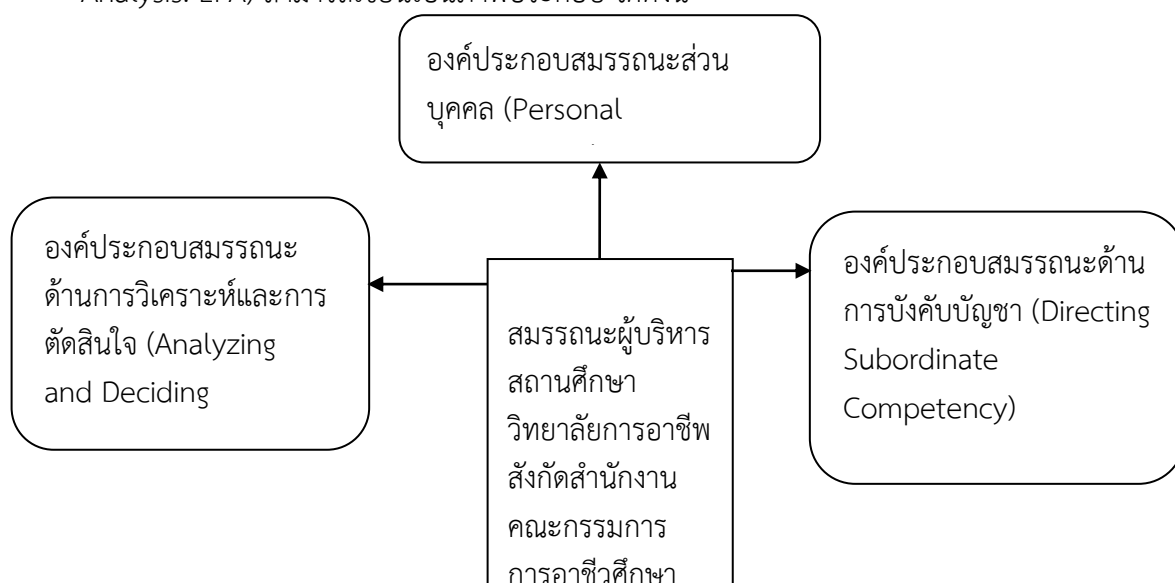 องค์ประกอบสมรรถนะส่วน
บุคคล (Personal
องค์ประกอบสมรรถนะ
ด้านการวิเคราะห์และการ
ตัดสินใจ (Analyzing
and Deciding
องค์ประกอบสมรรถนะด้าน
การบังคับบัญชา (Directing
Subordinate
Competency)
สมรรถนะผู้บริหาร
สถานศึกษา
วิทยาลัยการอาชีพ
สังกัดสำนักงาน
คณะกรรมการ
การอาชีวศึกษา